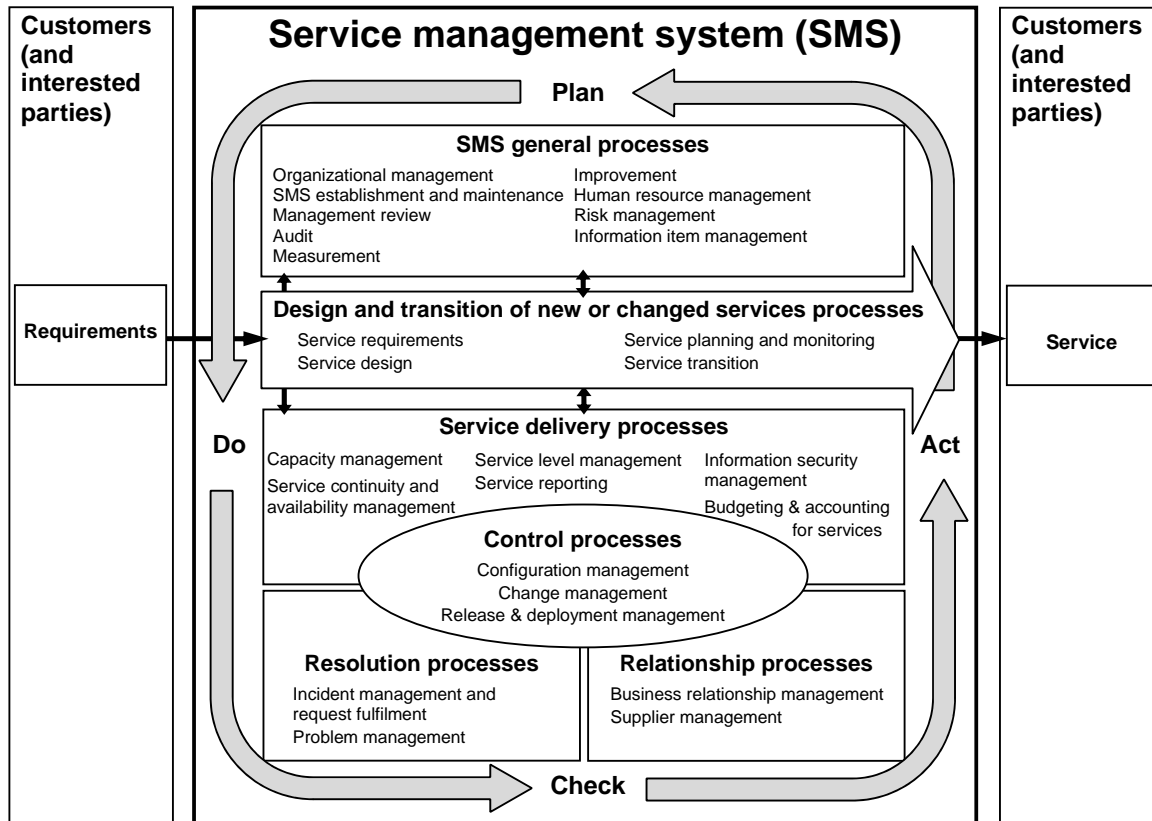 Customers
(and
interested
parties)
Requirements
Service management system (SMS)
Plan
SMS general processes
Organizational management
SMS establishment and maintenance
Management review
Audit
Measurement
Improvement
Human resource management
Risk management
Information item management
Design and transition of new or changed services processes
Service requirements
Service design
Service planning and monitoring
Service transition
Do
Act
Service delivery processes
Capacity management
Service continuity and
availability management
Service level management
Service reporting
Information security
management
Budgeting & accounting
for services
Control processes
Configuration management
Change management
Release & deployment management
Resolution processes
Incident management and
request fulfilment
Problem management
Relationship processes
Business relationship management
Supplier management
Check
Customers
(and
interested
parties)
Service